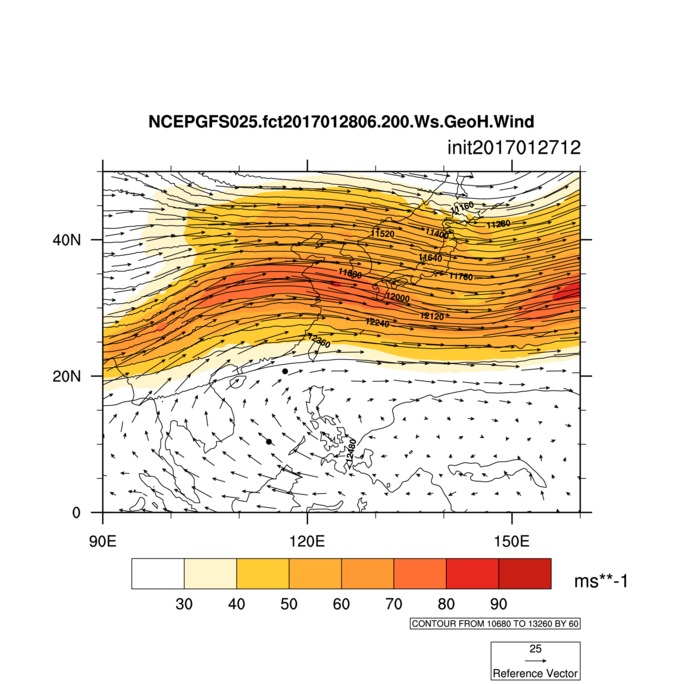 NCEPGFS025.fct2017012806.200.Ws.GeoH.Wind
init2017012712
11160
11280
11520
11400
40N
11640
11880
11760
12000
12120
12240
12360
20N
12480
0
90E 120E 150E
ms**-1
30 40 50 60 70 80 90
CONTOUR FROM 10680 TO 13260 BY 60
25
Reference Vector